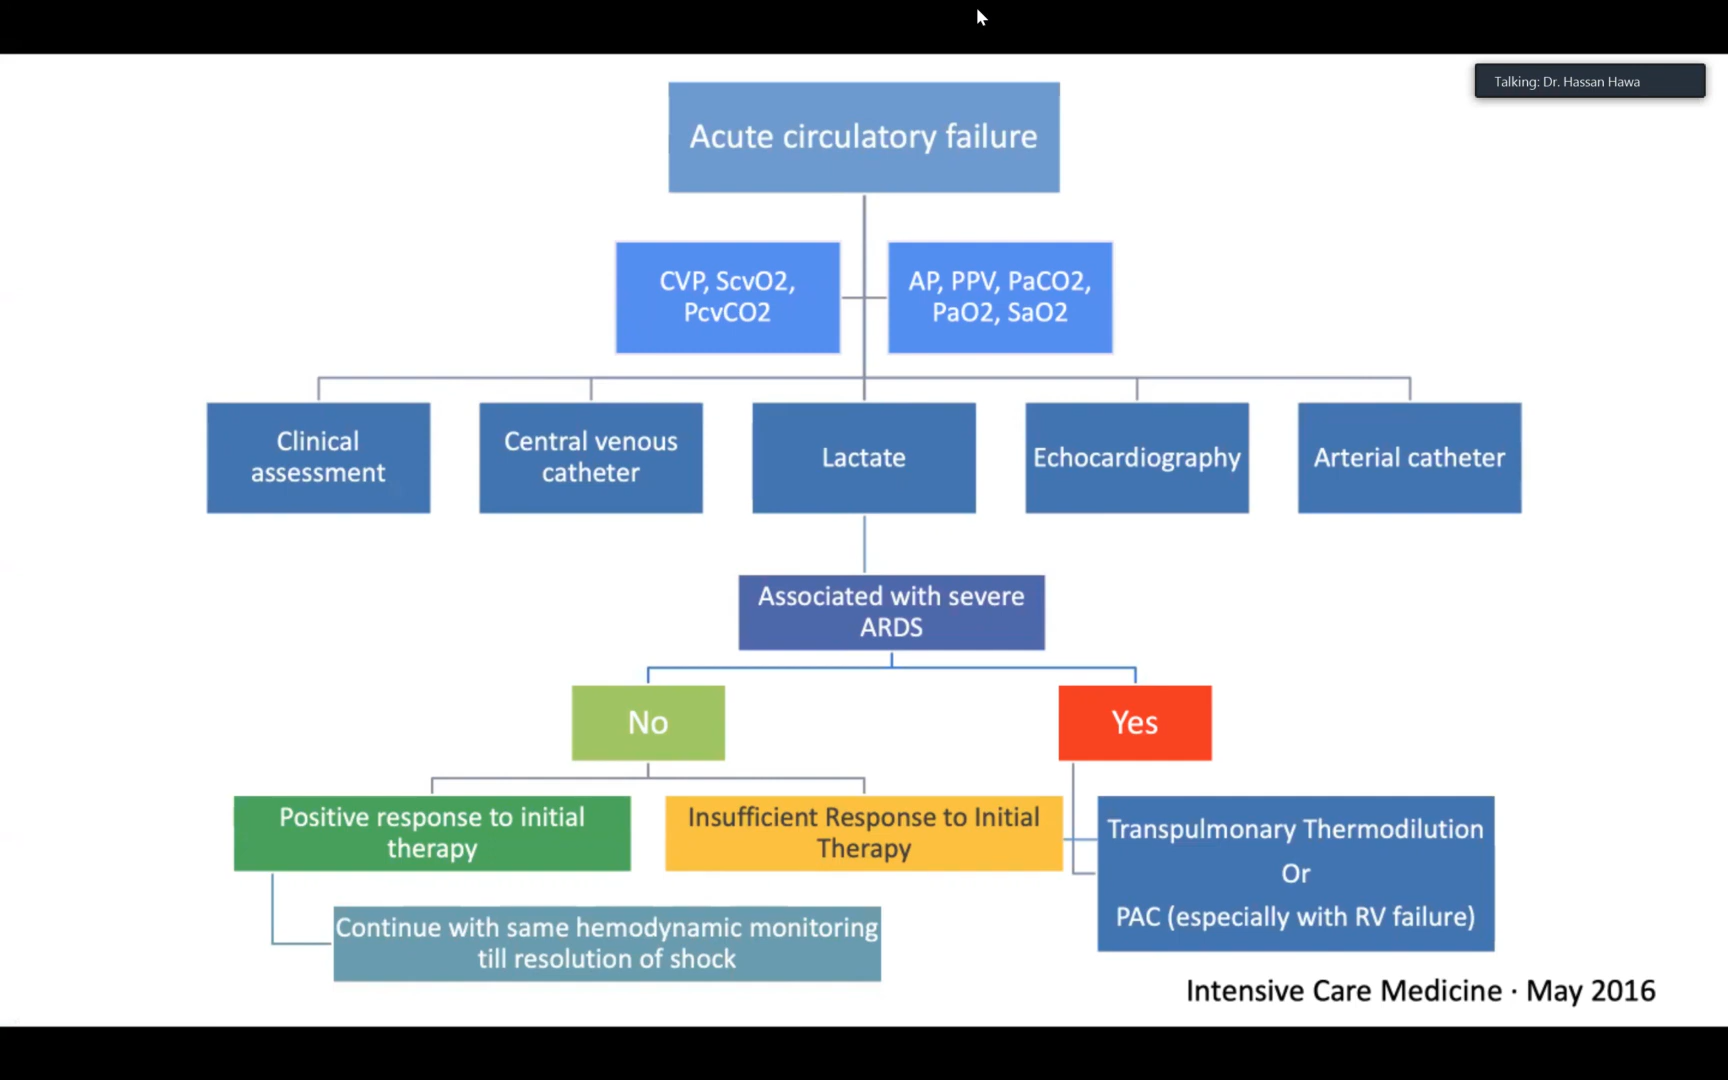 Talking: Dr. Hassan Hawa
Acute circulatory failure
CVP, ScvO2,
PcvCO2
AP, PPV, PaCO2,
PaO2, SaO2
Clinical
assessment
Central venous
catheter
Lactate
Echocardiography
Arterial catheter
Associated with severe
ARDS
No
Yes
Positive response to initial
therapy
Insufficient Response to Initial
Therapy
Transpulmonary Thermodilution
Or
PAC (especially with RV failure)
Continue with same hemodynamic monitoring
till resolution of shock
Intensive Care Medicine · May 2016